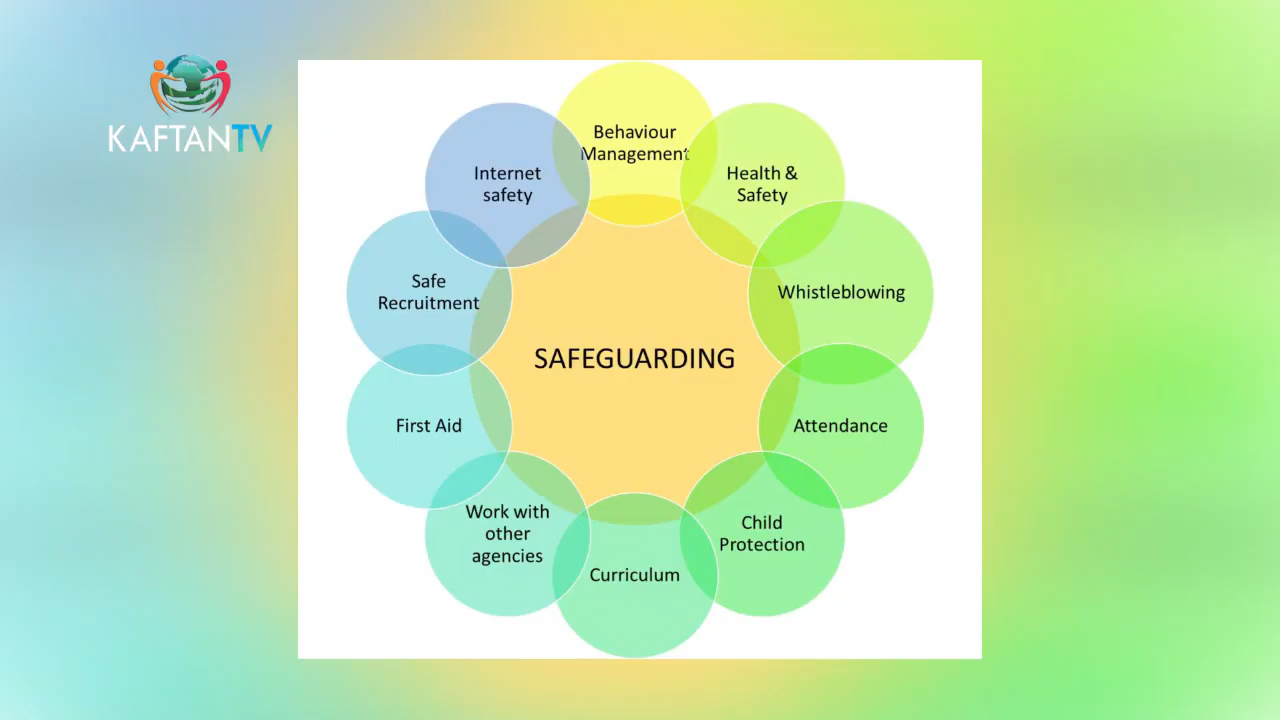 KAFTANTV
Behaviour
Management
Internet
safety
Health &
Safety
Safe
Recruitment
Whistleblowing
SAFEGUARDING
First Aid
Attendance
Work with
other
agencies
Child
Protection
Curriculum